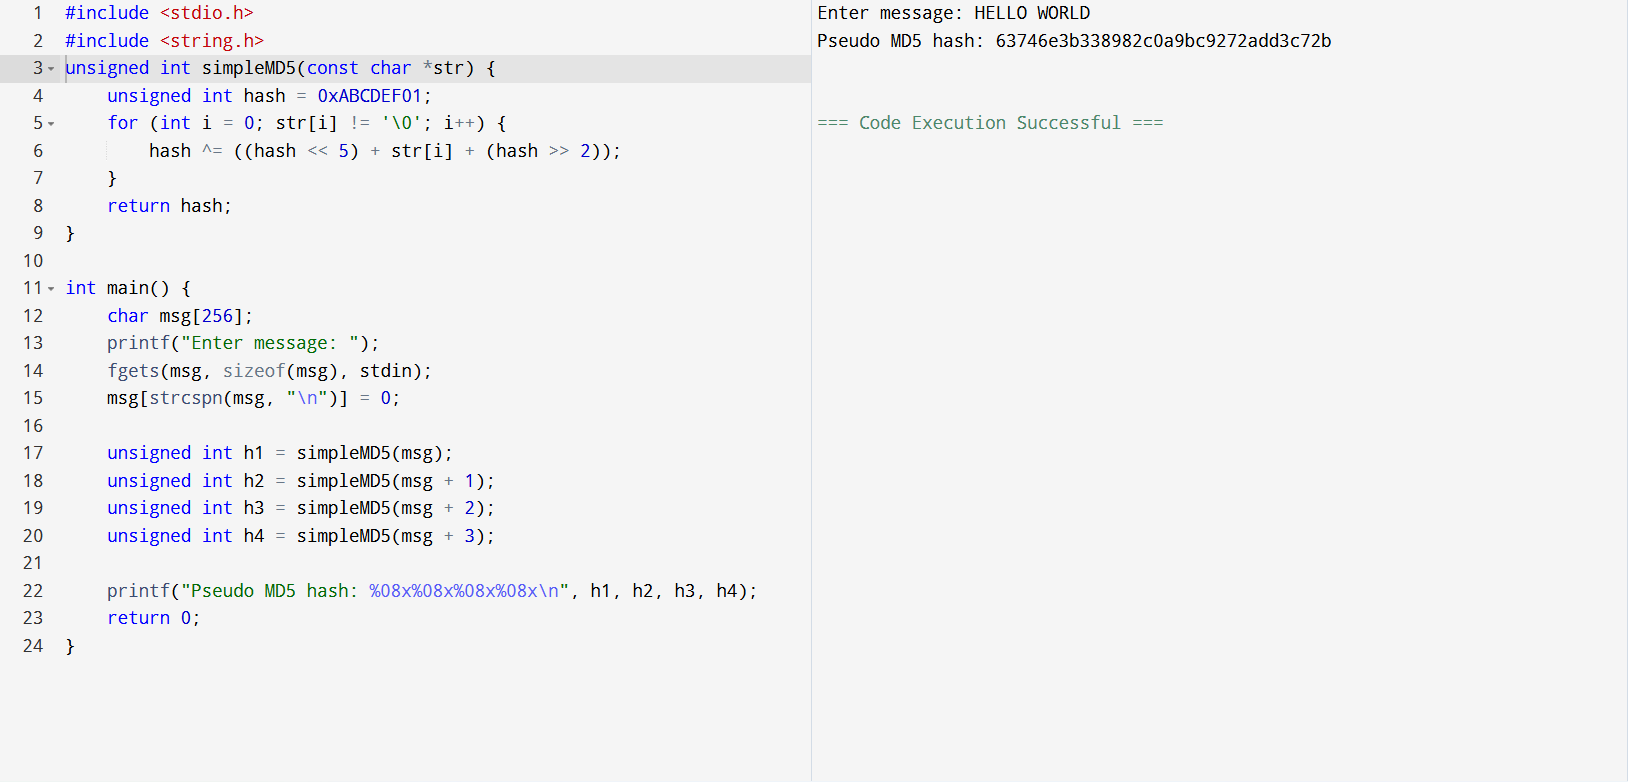 1 #include <stdio.h>
2 #include <string.h>
3 unsigned int simpleMD5(const char *str) {
4     unsigned int hash = 0xABCDEF01;
5     for (int i = 0; str[i] != '\0'; i++) {
6         hash ^= ((hash << 5) + str[i] + (hash >> 2));
7     }
8     return hash;
9 }
10
11 int main() {
12     char msg[256];
13     printf("Enter message: ");
14     fgets(msg, sizeof(msg), stdin);
15     msg[strcspn(msg, "\n")] = 0;
16
17     unsigned int h1 = simpleMD5(msg);
18     unsigned int h2 = simpleMD5(msg + 1);
19     unsigned int h3 = simpleMD5(msg + 2);
20     unsigned int h4 = simpleMD5(msg + 3);
21
22     printf("Pseudo MD5 hash: %08x%08x%08x%08x\n", h1, h2, h3, h4);
23     return 0;
24 }
Enter message: HELLO WORLD
Pseudo MD5 hash: 63746e3b338982c0a9bc9272add3c72b
=== Code Execution Successful ===